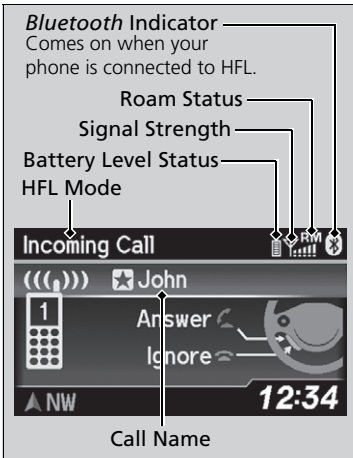 Bluetooth Indicator
Comes on when your
phone is connected to HFL.
Roam Status
Signal Strength
Battery Level Status
HFL Mode
Incoming Call RM
John
1
Answer
Ignore
NW 12:34
Call Name